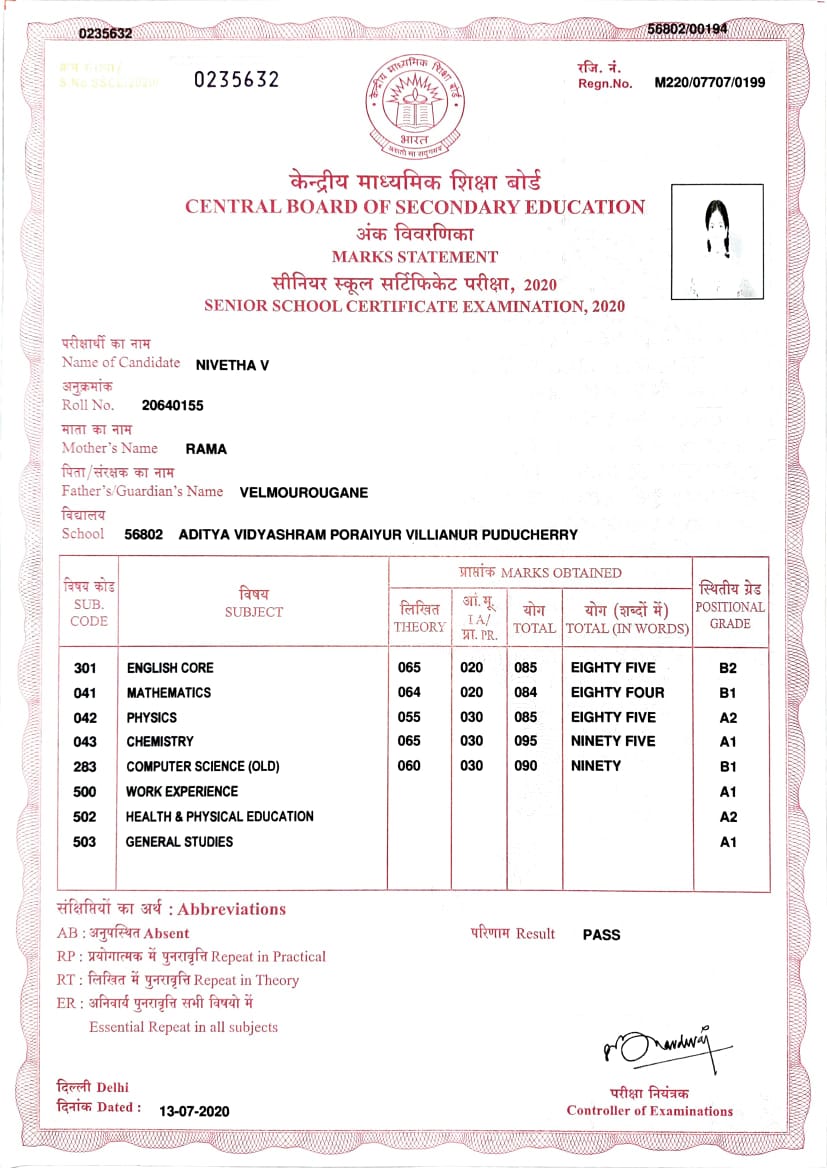 0235632 56802/00194
क्रम संख्या/
S.No.SSCE/2020/ 0235632
रजि. नं.
Regn.No. M220/07707/0199
केन्द्रीय माध्यमिक शिक्षा बोर्ड
भारत
असतो मा सद्गमय
केन्द्रीय माध्यमिक शिक्षा बोर्ड
CENTRAL BOARD OF SECONDARY EDUCATION
अंक विवरणिका
MARKS STATEMENT
सीनियर स्कूल सर्टिफिकेट परीक्षा, 2020
SENIOR SCHOOL CERTIFICATE EXAMINATION, 2020
परीक्षार्थी का नाम
Name of Candidate NIVETHA V
अनुक्रमांक
Roll No. 20640155
माता का नाम
Mother's Name RAMA
पिता/संरक्षक का नाम
Father's/Guardian's Name VELMOUROUGANE
विद्यालय
School 56802 ADITYA VIDYASHRAM PORAIYUR VILLIANUR PUDUCHERRY
विषय कोड
SUB.
CODE
विषय
SUBJECT
प्राप्तांक MARKS OBTAINED
लिखित
THEORY
आं.मू.
I A/
प्रा. PR.
योग
TOTAL
योग (शब्दों में)
TOTAL (IN WORDS)
स्थितीय ग्रेड
POSITIONAL
GRADE
301 ENGLISH CORE 065 020 085 EIGHTY FIVE B2
041 MATHEMATICS 064 020 084 EIGHTY FOUR B1
042 PHYSICS 055 030 085 EIGHTY FIVE A2
043 CHEMISTRY 065 030 095 NINETY FIVE A1
283 COMPUTER SCIENCE (OLD) 060 030 090 NINETY B1
500 WORK EXPERIENCE A1
502 HEALTH & PHYSICAL EDUCATION A2
503 GENERAL STUDIES A1
संक्षिप्तियों का अर्थ : Abbreviations
AB : अनुपस्थित Absent
परिणाम Result PASS
RP : प्रयोगात्मक में पुनरावृत्ति Repeat in Practical
RT : लिखित में पुनरावृत्ति Repeat in Theory
ER : अनिवार्य पुनरावृत्ति सभी विषयो में
Essential Repeat in all subjects
दिल्ली Delhi
दिनांक Dated : 13-07-2020
परीक्षा नियंत्रक
Controller of Examinations